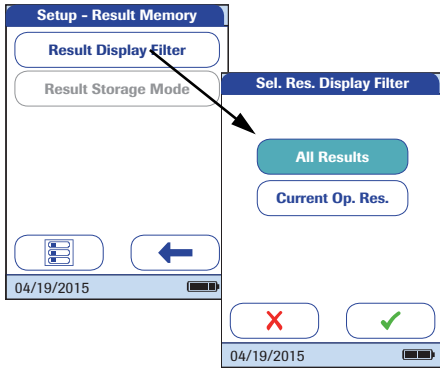 Setup - Result Memory
Result Display Filter
Result Storage Mode
04/19/2015
Sel. Res. Display Filter
All Results
Current Op. Res.
04/19/2015